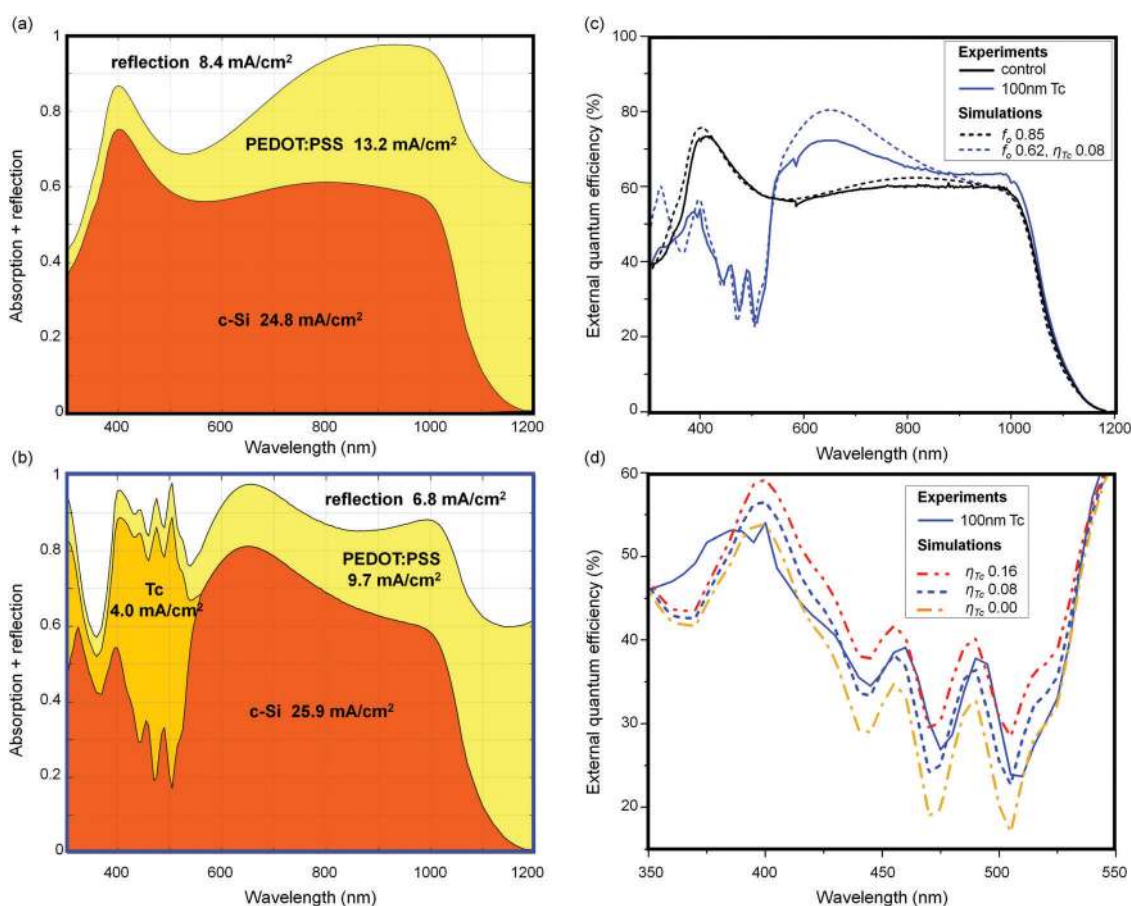 (a)
Absorption + reflection
1
0.8
0.6
0.4
0.2
0
reflection 8.4 mA/cm²
PEDOT:PSS 13.2 mA/cm²
c-Si 24.8 mA/cm²
400 600 800 1000 1200
Wavelength (nm)
(c)
External quantum efficiency (%)
100
80
60
40
20
0
Experiments
control
100nm Tc
Simulations
fₒ 0.85
fₒ 0.62, ηTc 0.08
400 600 800 1000 1200
Wavelength (nm)
(b)
Absorption + reflection
1
0.8
0.6
0.4
0.2
0
reflection 6.8 mA/cm²
PEDOT:PSS
9.7 mA/cm²
Tc
4.0 mA/cm²
c-Si 25.9 mA/cm²
400 600 800 1000 1200
Wavelength (nm)
(d)
External quantum efficiency (%)
60
50
40
30
20
Experiments
100nm Tc
Simulations
ηTc 0.16
ηTc 0.08
ηTc 0.00
350 400 450 500 550
Wavelength (nm)